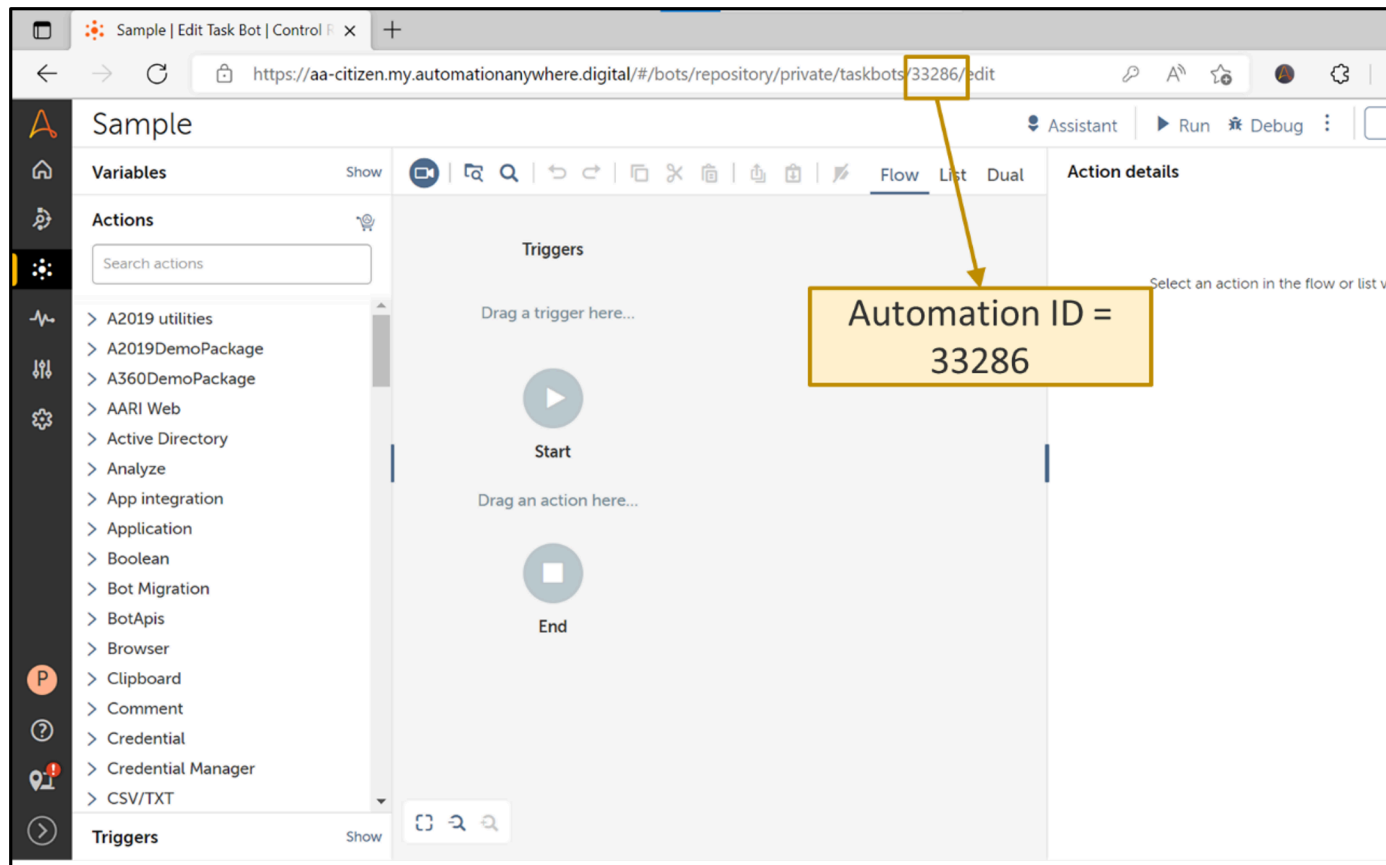 Sample | Edit Task Bot | Control R
https://aa-citizen.my.automationanywhere.digital/#/bots/repository/private/taskbots/33286/edit
Sample
Assistant
Run
Debug
Variables
Show
Flow
List
Dual
Action details
Actions
Search actions
Triggers
Select an action in the flow or list v
Drag a trigger here...
Automation ID =
33286
A2019 utilities
A2019DemoPackage
A360DemoPackage
AARI Web
Active Directory
Analyze
App integration
Application
Boolean
Bot Migration
BotApis
Browser
Clipboard
Comment
Credential
Credential Manager
CSV/TXT
Start
Drag an action here...
End
P
Triggers
Show